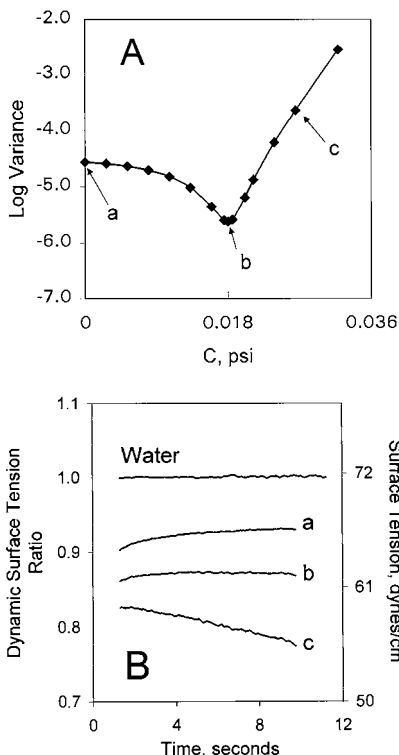 -2.0
A
-3.0
-4.0
-5.0
-6.0
-7.0
Log Variance
a
b
c
0
0.018
0.036
C, psi
1.1
1.0
0.9
0.8
0.7
Dynamic Surface Tension
Ratio
Water
a
b
c
B
72
61
50
Surface Tension, dynes/cm
0
4
8
12
Time, seconds